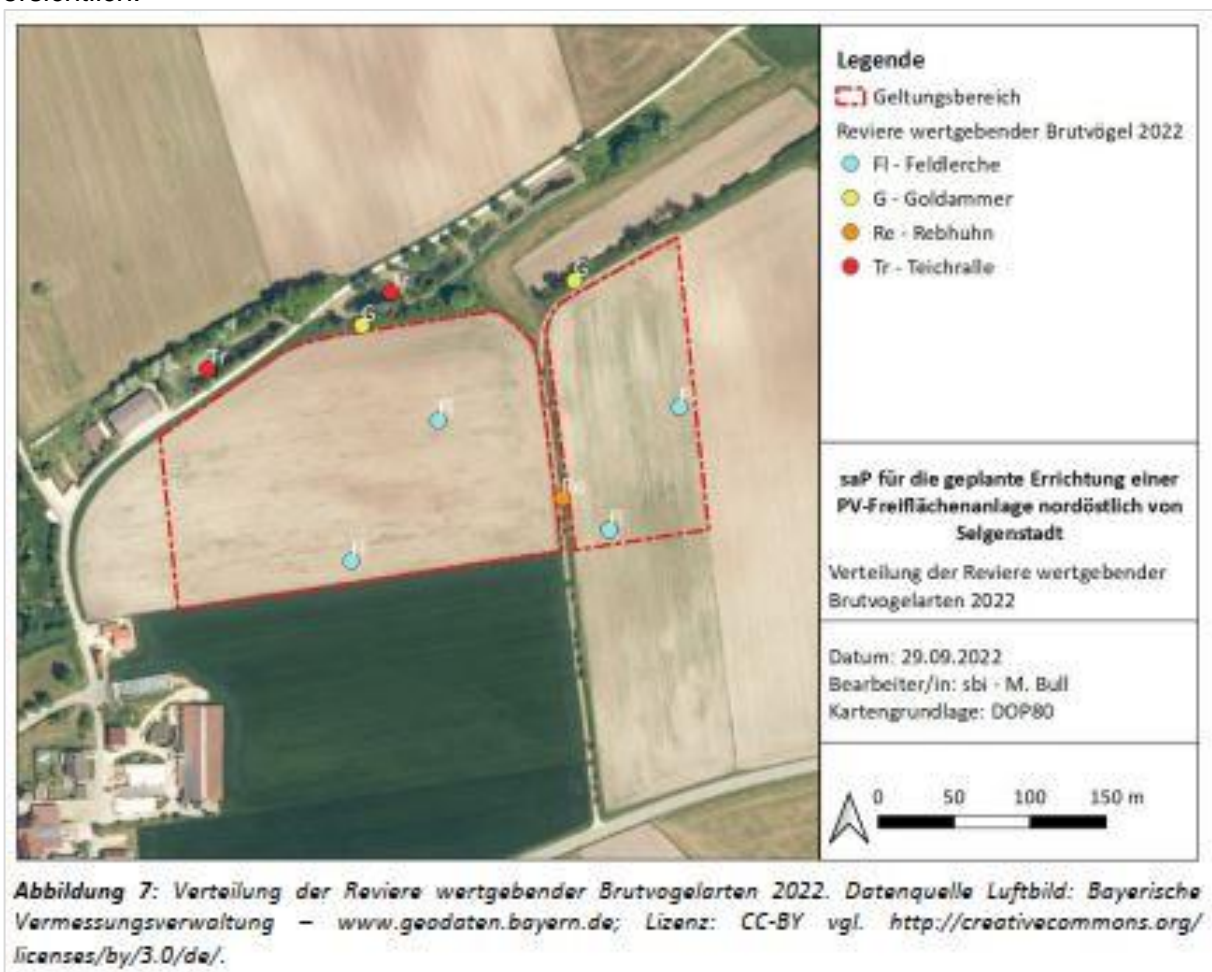 Legende
Geltungsbereich
Reviere wertgebender Brutvögel 2022
Fl - Feldlerche
G - Goldammer
Re - Rebhuhn
Tr - Teichralle
saP für die geplante Errichtung einer
PV-Freiflächenanlage nordöstlich von
Selgenstadt
Verteilung der Reviere wertgebender
Brutvogelarten 2022
Datum: 29.09.2022
Bearbeiter/in: sbi - M. Bull
Kartengrundlage: DOP80
0 50 100 150 m
G
G
Abbildung 7: Verteilung der Reviere wertgebender Brutvogelarten 2022. Datenquelle Luftbild: Bayerische
Vermessungsverwaltung – www.geodaten.bayern.de; Lizenz: CC-BY vgl. http://creativecommons.org/
licenses/by/3.0/de/.